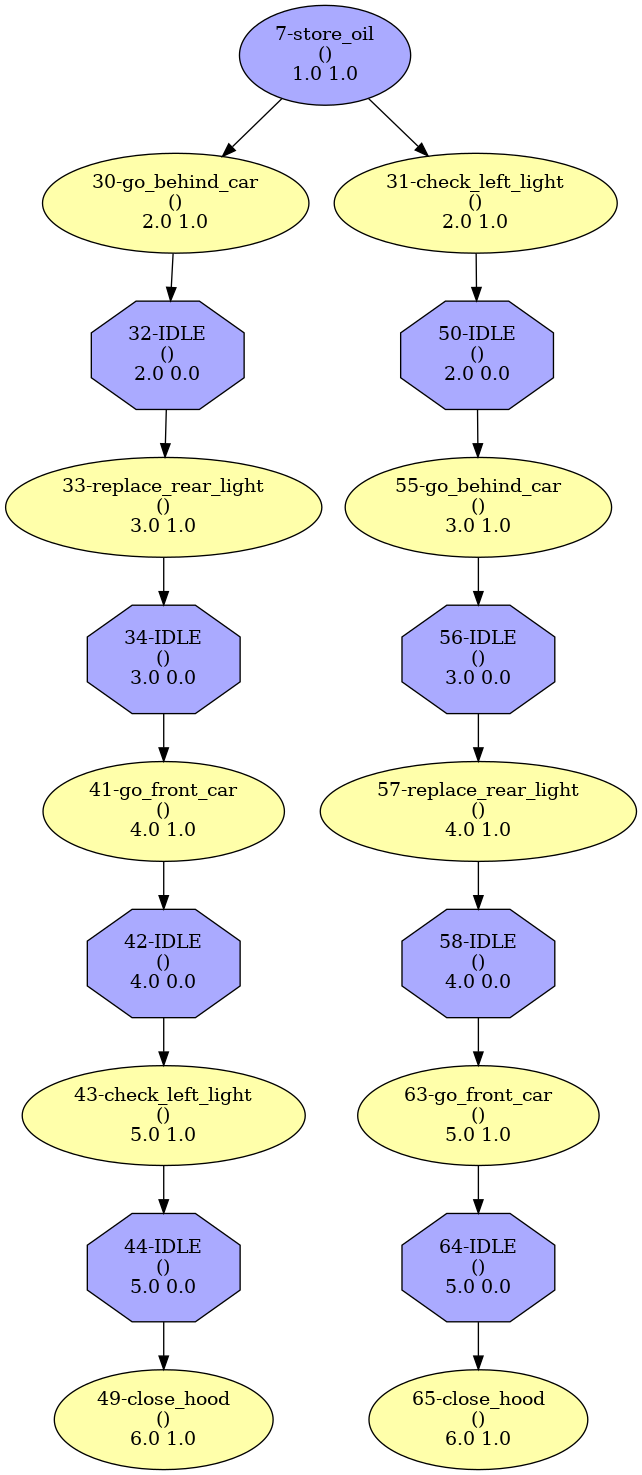 7-store_oil
()
1.0 1.0
30-go_behind_car
()
2.0 1.0
31-check_left_light
()
2.0 1.0
32-IDLE
()
2.0 0.0
50-IDLE
()
2.0 0.0
33-replace_rear_light
()
3.0 1.0
55-go_behind_car
()
3.0 1.0
34-IDLE
()
3.0 0.0
56-IDLE
()
3.0 0.0
41-go_front_car
()
4.0 1.0
57-replace_rear_light
()
4.0 1.0
42-IDLE
()
4.0 0.0
58-IDLE
()
4.0 0.0
43-check_left_light
()
5.0 1.0
63-go_front_car
()
5.0 1.0
44-IDLE
()
5.0 0.0
64-IDLE
()
5.0 0.0
49-close_hood
()
6.0 1.0
65-close_hood
()
6.0 1.0